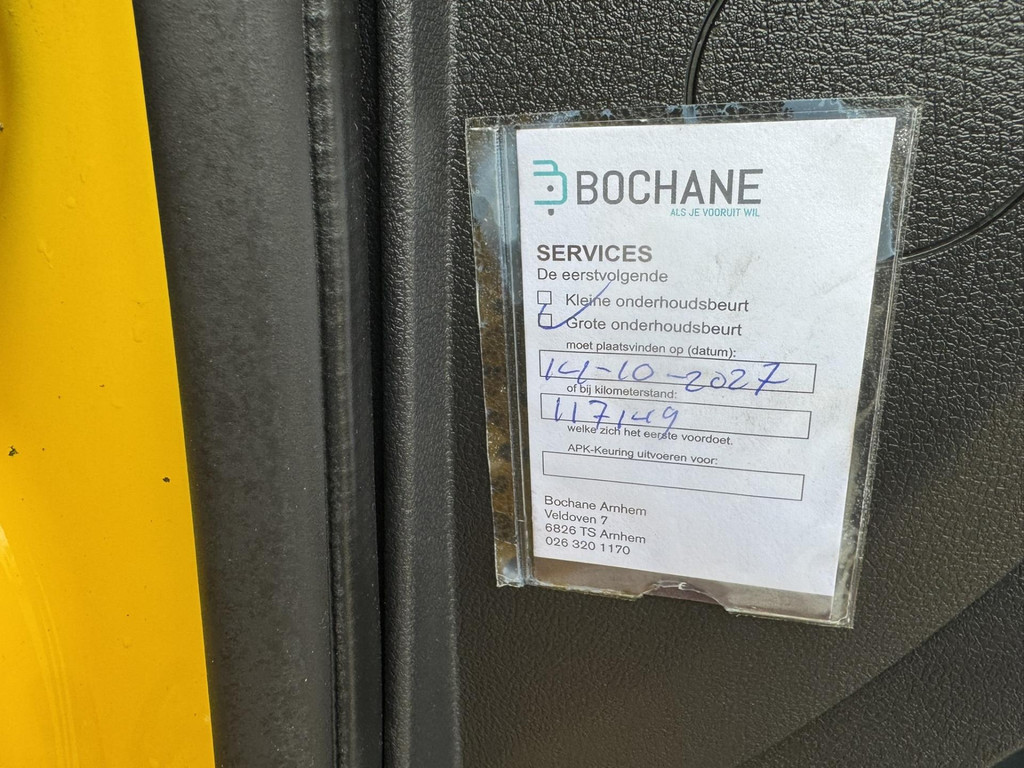 BOCHANE
ALS JE VOORUIT WIL
SERVICES
De eerstvolgende
Kleine onderhoudsbeurt
Grote onderhoudsbeurt
moet plaatsvinden op (datum):
14-10-2027
of bij kilometerstand:
117149
welke zich het eerste voordoet.
APK-Keuring uitvoeren voor:
Bochane Arnhem
Veldoven 7
6826 TS Arnhem
026 320 1170